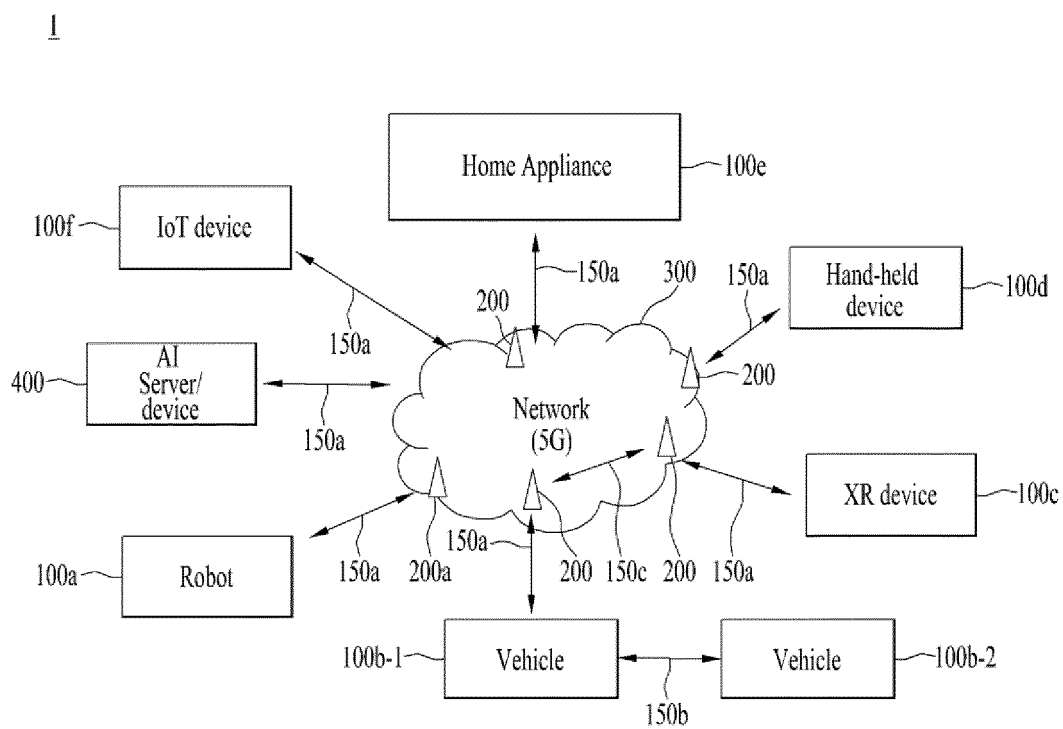 1
Home Appliance
100e
IoT device
100f
150a
300
150a
Hand-held
device
100d
200
150a
AI
Server/
device
400
150a
200
Network
(5G)
XR device
100c
150a
200a
150a
200
150c
200
150a
Robot
100a
100b-1
Vehicle
Vehicle
100b-2
150b